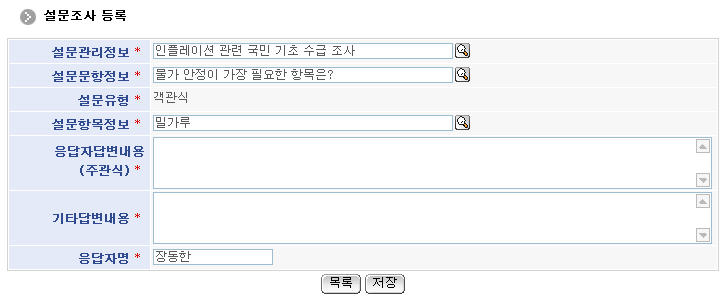 설문조사 등록
설문관리정보 * 인플레이션 관련 국민 기초 수급 조사
설문문항정보 * 물가 안정이 가장 필요한 항목은?
설문유형 * 객관식
설문항목정보 * 밀가루
응답자답변내용
(주관식) *
기타답변내용 *
응답자명 * 장동한
목록 저장